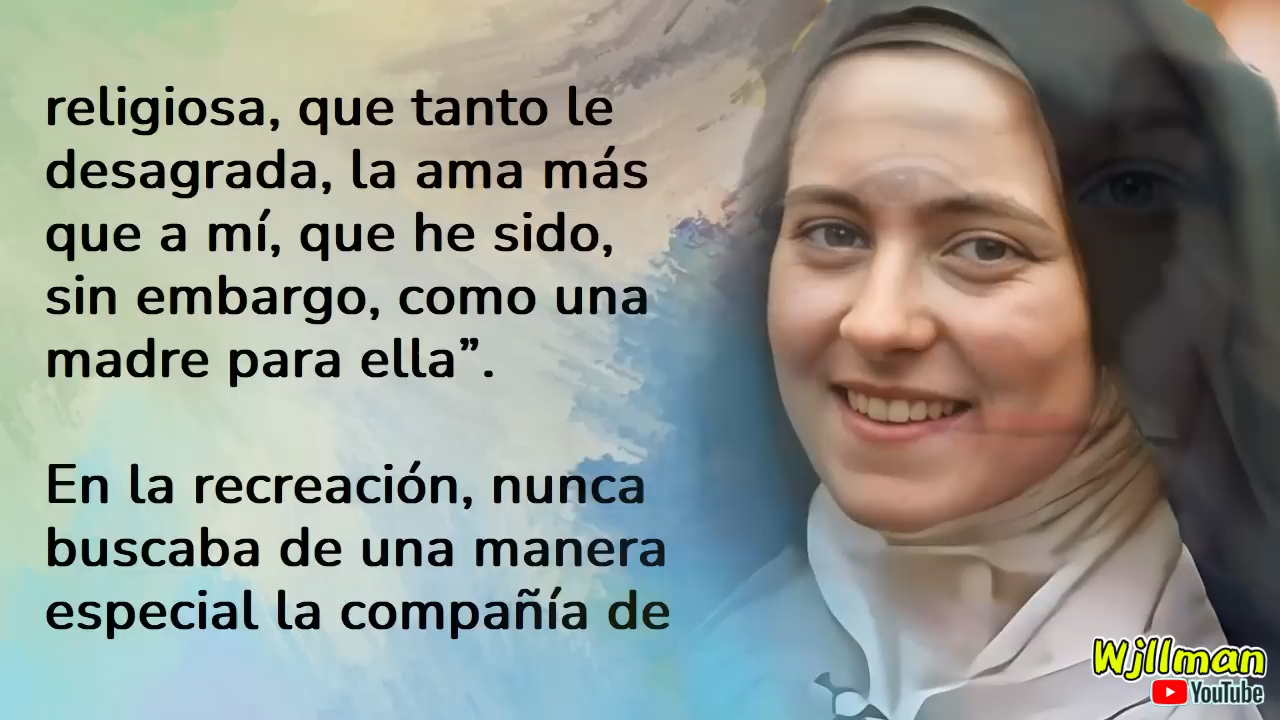 religiosa, que tanto le
desagrada, la ama más
que a mí, que he sido,
sin embargo, como una
madre para ella”.
En la recreación, nunca
buscaba de una manera
especial la compañía de
Wjllman
YouTube